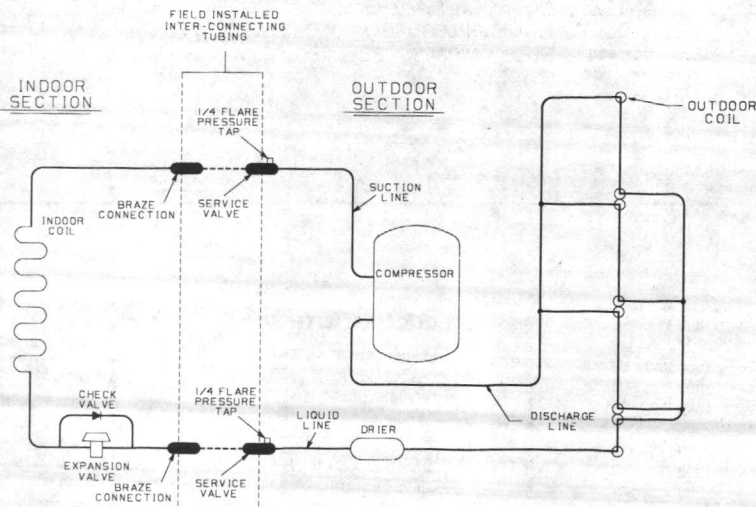 FIELD INSTALLED
INTER-CONNECTING
TUBING
INDOOR
SECTION
OUTDOOR
SECTION
1/4 FLARE
PRESSURE
TAP
OUTDOOR
COIL
BRAZE
CONNECTION
SERVICE
VALVE
SUCTION
LINE
INDOOR
COIL
COMPRESSOR
CHECK
VALVE
1/4 FLARE
PRESSURE
TAP
LIQUID
LINE
DRIER
DISCHARGE
LINE
EXPANSION
VALVE
BRAZE
CONNECTION
SERVICE
VALVE